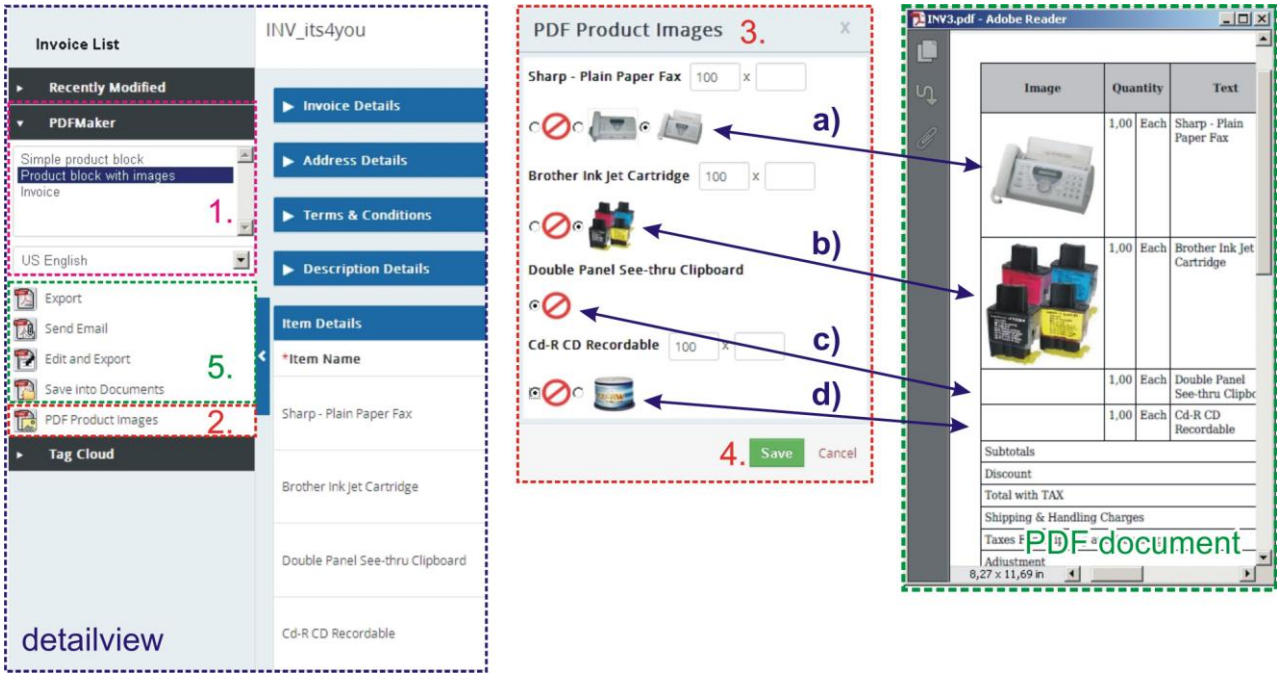 Invoice List
Recently Modified
PDFMaker
Simple product block
Product block with images
Invoice
1.
US English
Export
Send Email
Edit and Export
5.
Save into Documents
PDF Product Images
2.
Tag Cloud
detailview
INV_its4you
Invoice Details
Address Details
Terms & Conditions
Description Details
Item Details
*Item Name
Sharp - Plain Paper Fax
Brother Ink Jet Cartridge
Double Panel See-thru Clipboard
Cd-R CD Recordable
PDF Product Images 3. x
Sharp - Plain Paper Fax 100 x
a)
Brother Ink Jet Cartridge 100 x
b)
Double Panel See-thru Clipboard
c)
Cd-R CD Recordable 100 x
d)
4. Save Cancel
INV3.pdf - Adobe Reader
Image Quantity Text
1,00 Each Sharp - Plain
Paper Fax
1,00 Each Brother Ink Jet
Cartridge
1,00 Each Double Panel
See-thru Clipbo
1,00 Each Cd-R CD
Recordable
Subtotals
Discount
Total with TAX
Shipping & Handling Charges
Taxes
PDF document
Adjustment
8,27 x 11,69 in